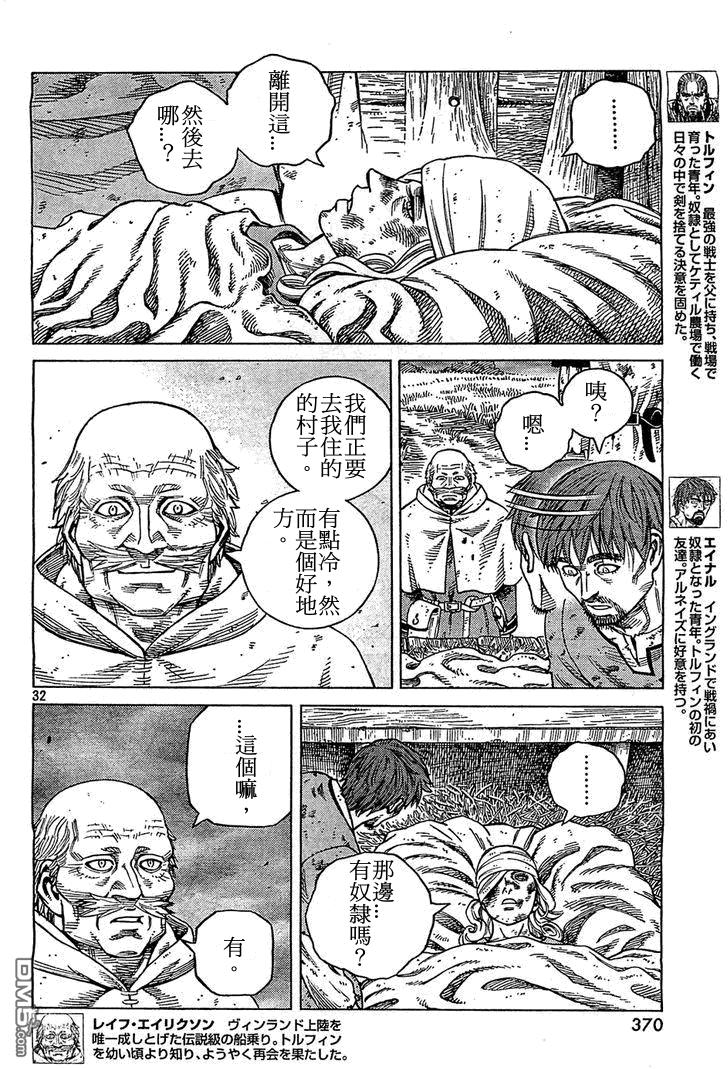 ……
離開這…
然後去
哪…？
咦？
嗯…
我們正要
去我住的
的村子。
有點冷，然
而是個好地
方。
……
那邊…
有奴隸嗎？
…這個嘛，
有。
32
370
トルフィン　最強の戦士を父に持ち、戦場で
育った青年。奴隷としてケティル農場で働く
日々の中で剣を捨てる決意を固めた。
エイナル　イングランドで戦禍にあい
奴隷となった青年。トルフィンの初の
友達。アルネイズに好意を持つ。
レイフ・エイリクソン　ヴィンランド上陸を
唯一成しとげた伝説級の船乗り。トルフィン
を幼い頃より知り、ようやく再会を果たした。
DM5.com